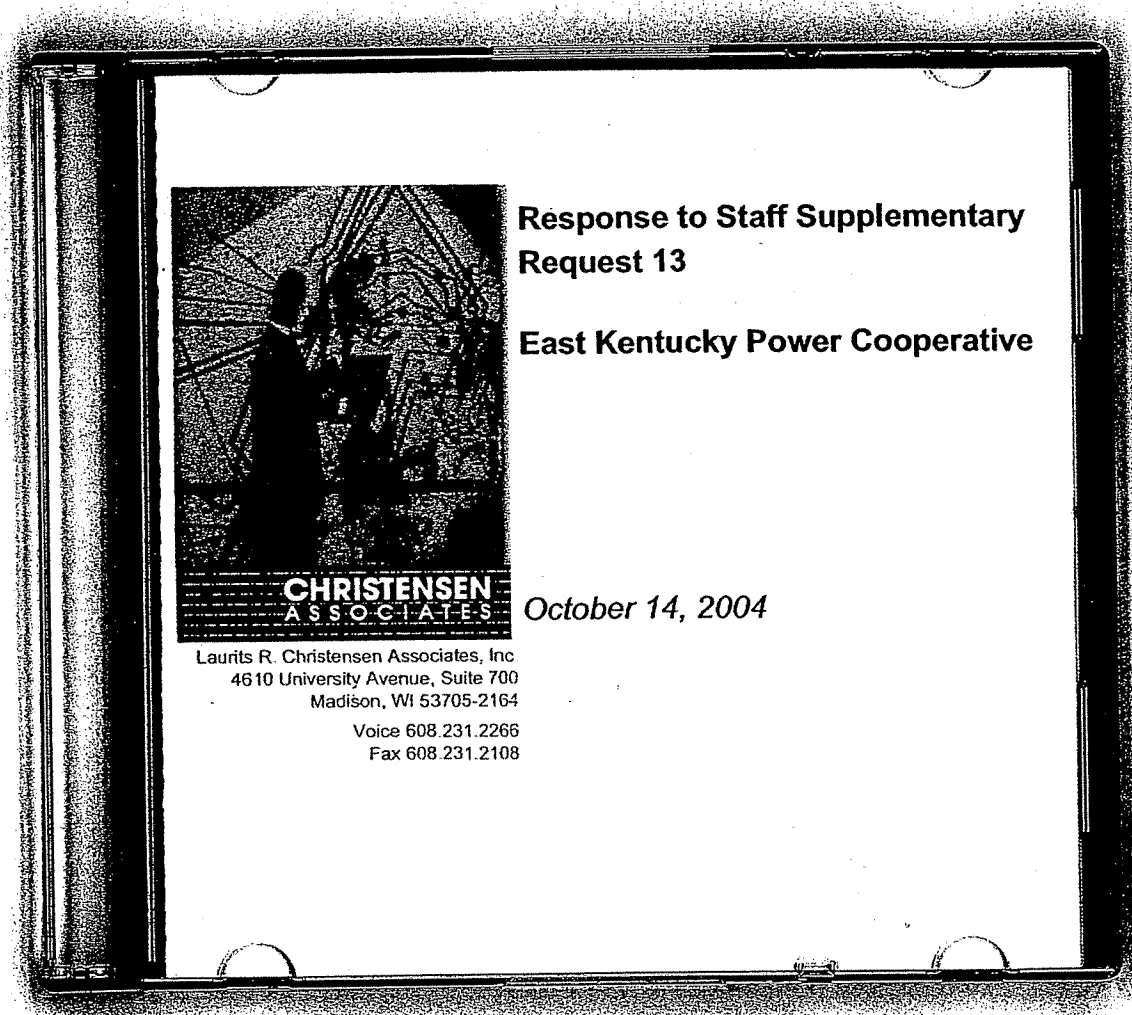 Response to Staff Supplementary
Request 13
East Kentucky Power Cooperative
CHRISTENSEN
ASSOCIATES
October 14, 2004
Laurits R. Christensen Associates, Inc.
4610 University Avenue, Suite 700
Madison, WI 53705-2164
Voice 608.231.2266
Fax 608.231.2108